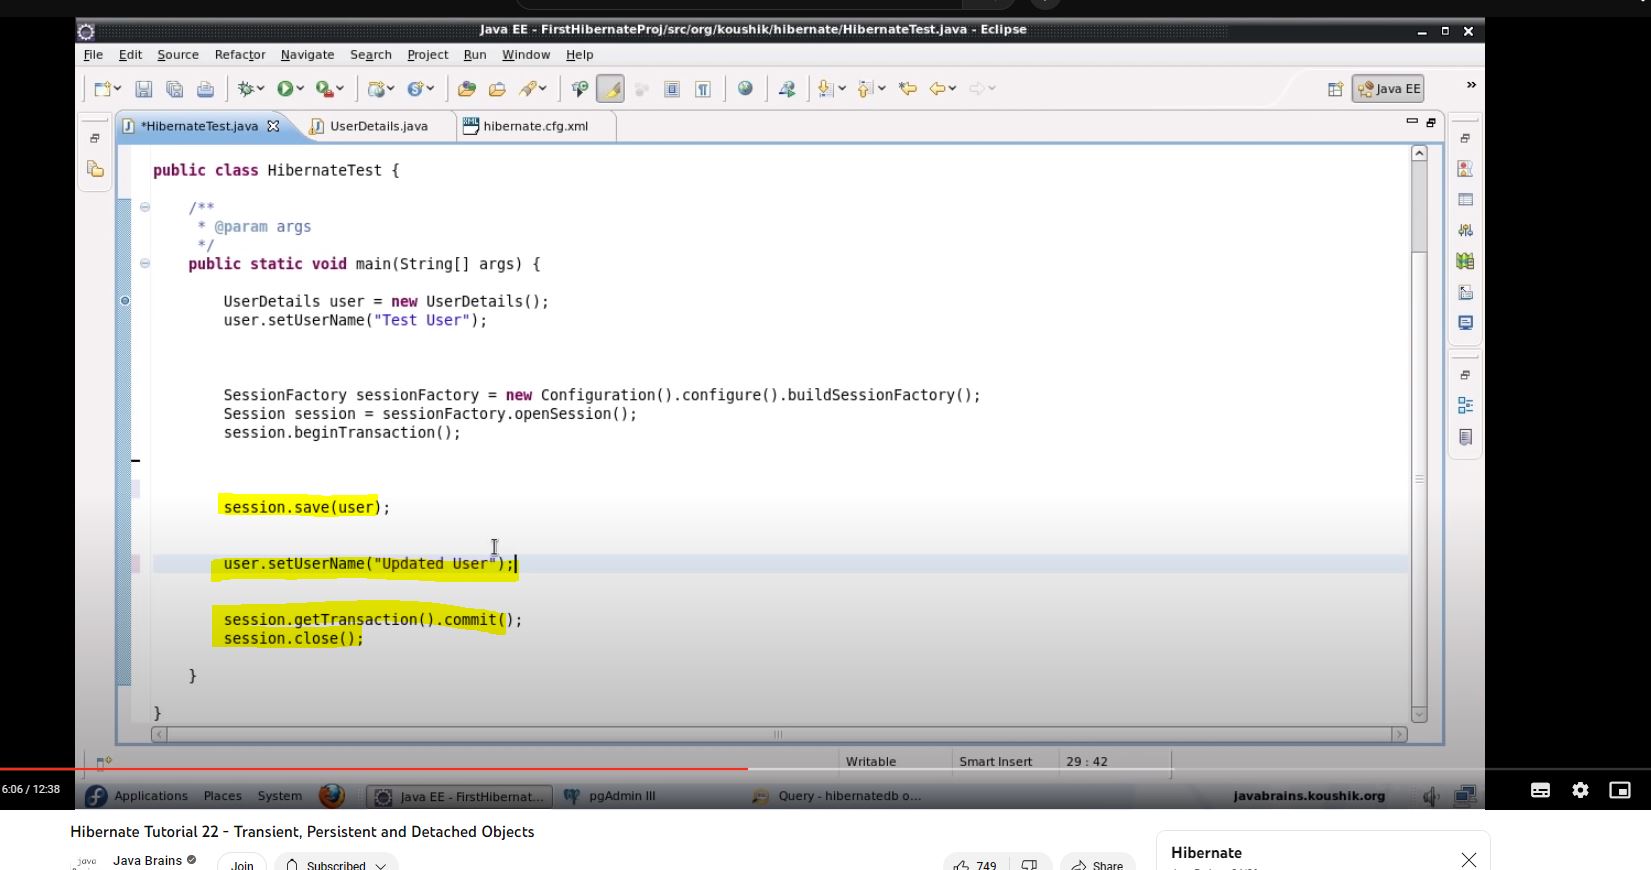 Java EE - FirstHibernateProj/src/org/koushik/hibernate/HibernateTest.java - Eclipse
File Edit Source Refactor Navigate Search Project Run Window Help
Java EE
*HibernateTest.java UserDetails.java hibernate.cfg.xml
public class HibernateTest {
/**
* @param args
*/
public static void main(String[] args) {
UserDetails user = new UserDetails();
user.setUserName("Test User");
SessionFactory sessionFactory = new Configuration().configure().buildSessionFactory();
Session session = sessionFactory.openSession();
session.beginTransaction();
session.save(user);
user.setUserName("Updated User");
session.getTransaction().commit();
session.close();
}
}
Writable Smart Insert 29 : 42
6:06 / 12:38
Applications Places System Java EE - FirstHibernat... pgAdmin III Query - hibernatedb o... javabrains.koushik.org
Hibernate Tutorial 22 - Transient, Persistent and Detached Objects
java Java Brains Join Subscribed 749 Share
Hibernate